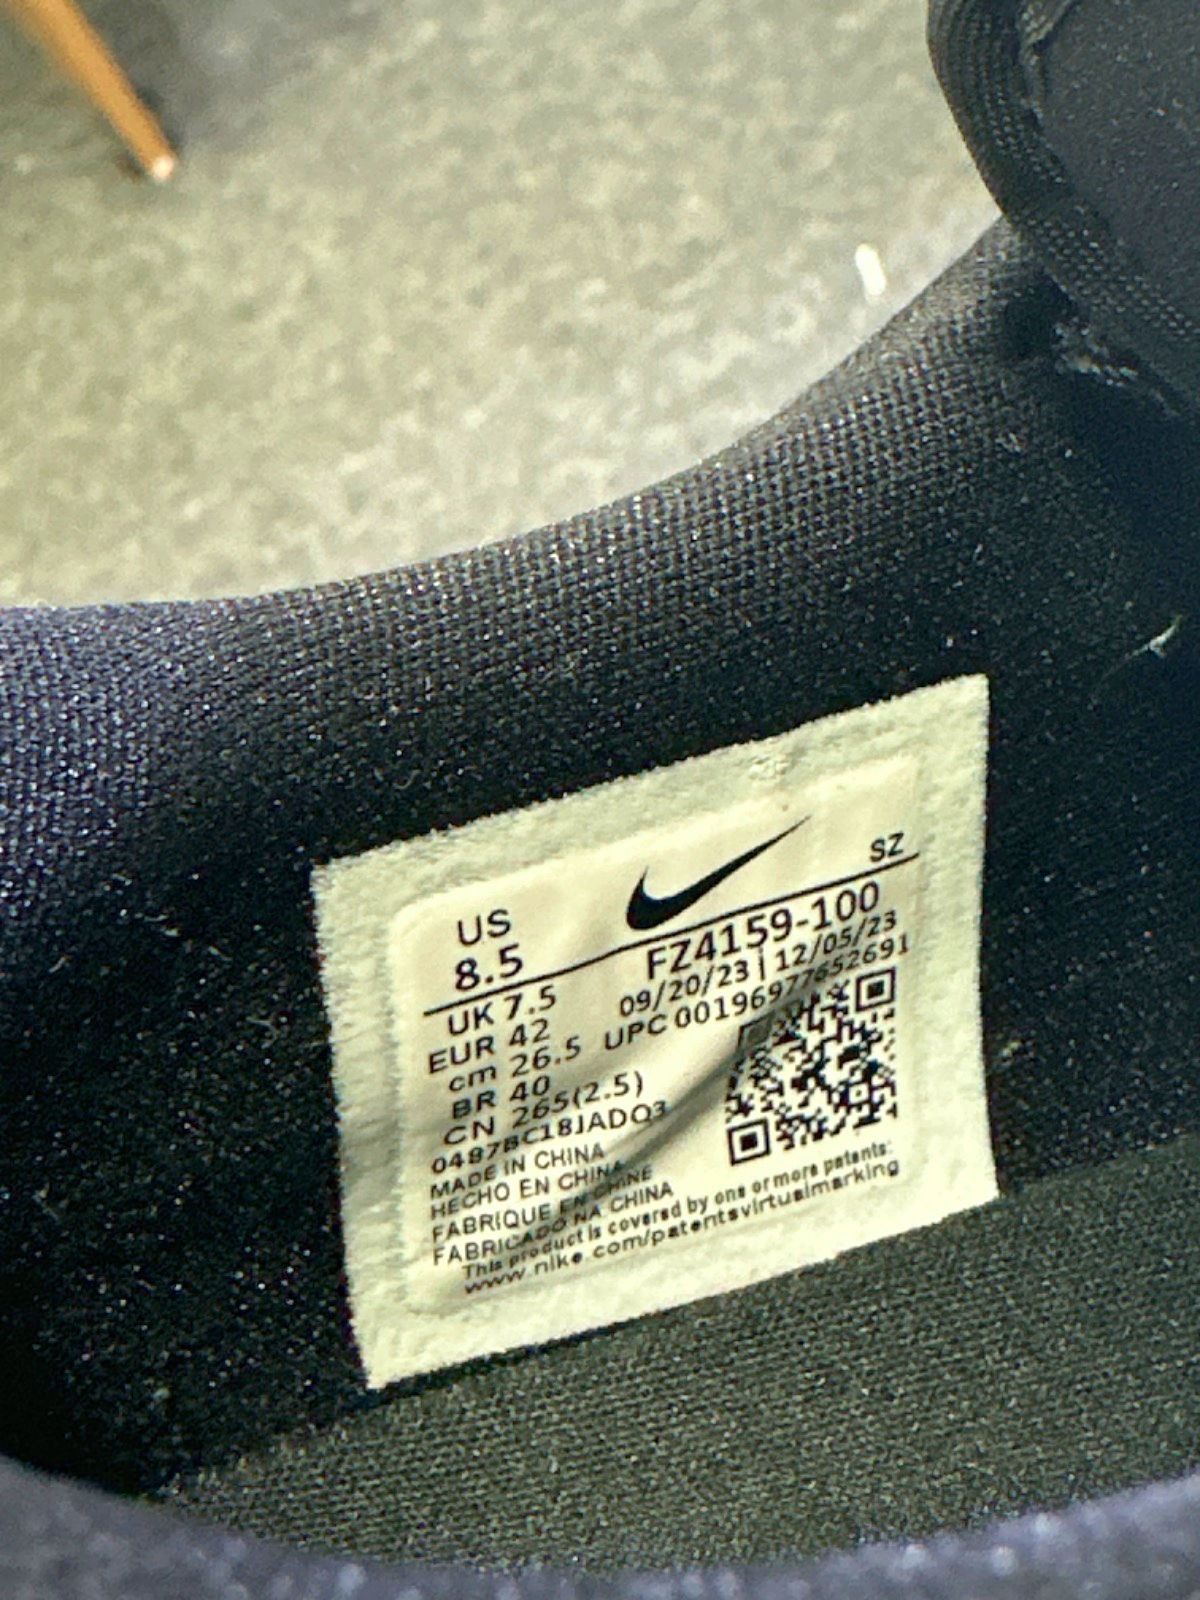 US
8.5
SZ
UK 7.5
EUR 42
cm 26.5
BR 40
CN 265(2.5)
FZ4159-100
09/20/23 | 12/05/23
UPC 00196977652691
MADE IN CHINA
HECHO EN CHINA
FABRIQUE EN CHINE
FABRICADO NA CHINA
This product is covered by one or more patents:
www.nike.com/patentsvirtualmarking